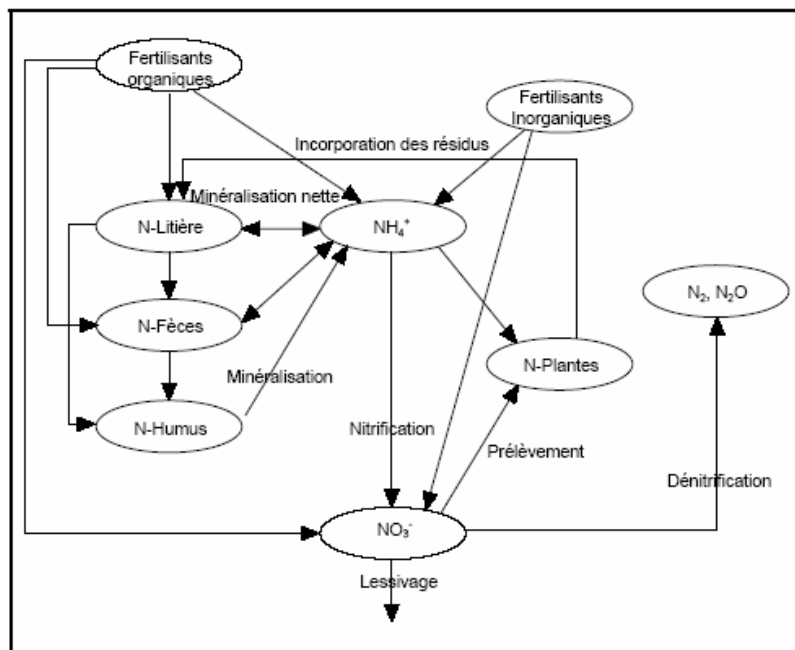 Fertilisants
organiques
Fertilisants
Inorganiques
Incorporation des résidus
Minéralisation nette
N-Litière
NH₄⁺
N₂, N₂O
N-Fèces
N-Plantes
Minéralisation
N-Humus
Nitrification
Prélèvement
Dénitrification
NO₃⁻
Lessivage